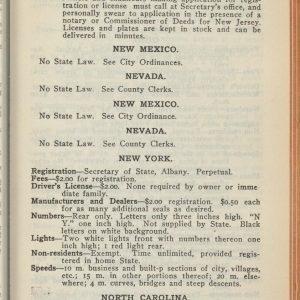 tration or license must call at Secretary's office, and
personally swear to application in the presence of a
notary or Commissioner of Deeds for New Jersey.
Licenses and plates are kept in stock and can be
delivered in minutes.
NEW MEXICO.
No State Law. See City Ordinances.
NEVADA.
No State Law. See County Clerks.
NEW MEXICO.
No State Law. See City Ordinance.
NEVADA.
No State Law. See County Clerks.
NEW YORK.
Registration—Secretary of State, Albany. Perpetual.
Fees—$2.00 for registration.
Driver's License—$2.00. None required by owner or imme
diate family.
Manufacturers and Dealers—$2.00 registration. $0.50 each
for as many additional seals as desired.
Numbers—Rear only. Letters only three inches high. "N
Y." one inch high. Not supplied by State. Black
letters on white background.
Lights—Two white lights front with numbers thereon one
inch high; 1 red light rear.
Non-residents—Exempt. Time unlimited, provided regis-
tered in home State.
Speeds—10 m. business and built-p sections of city, villages,
etc.; 15 m. in other portions thereof; 20 m. else-
where; 4 m. curves, bridges and steep descents.
NORTH CAROLINA